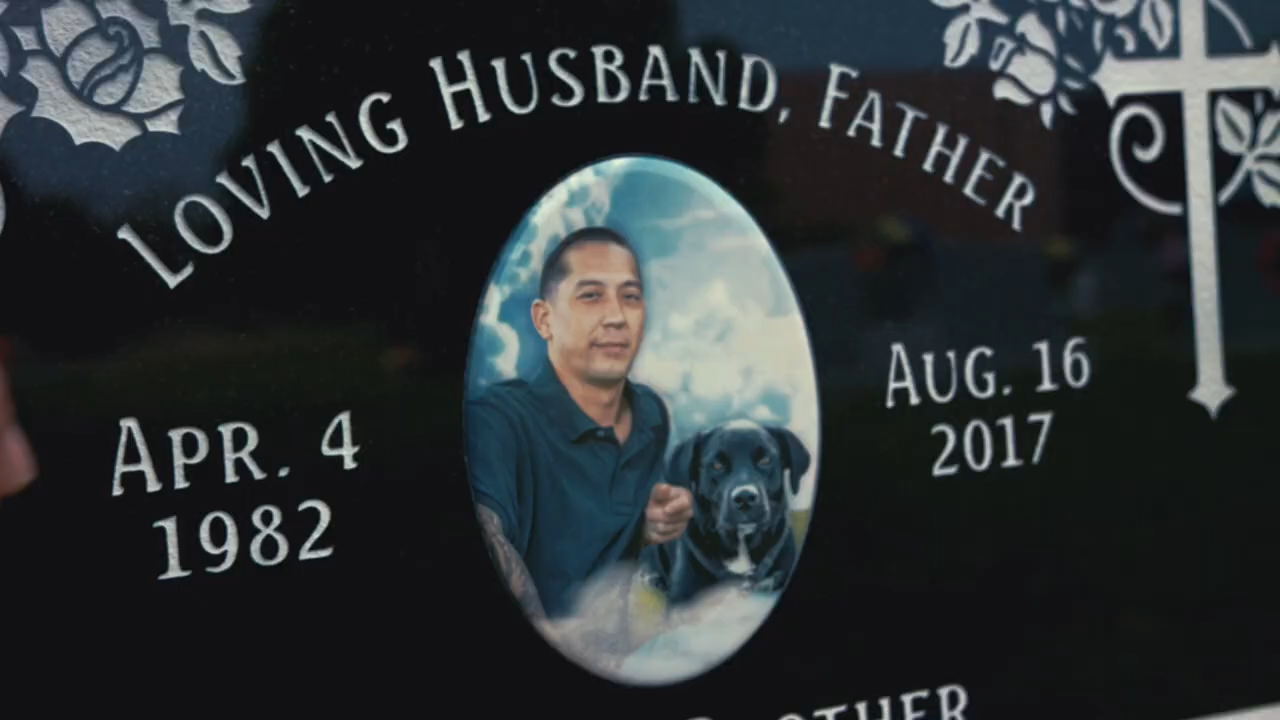 LOVING HUSBAND, FATHER
APR. 4
1982
AUG. 16
2017